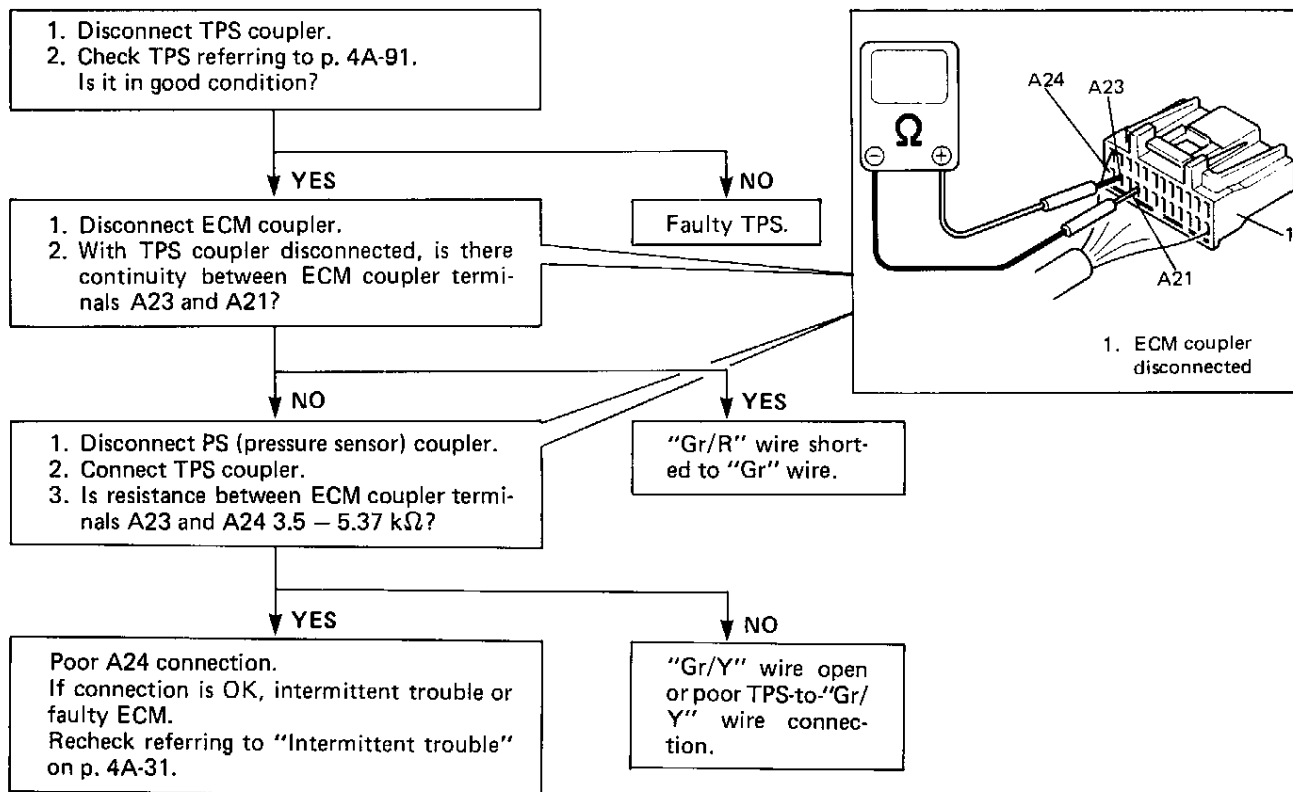 1. Disconnect TPS coupler.
2. Check TPS referring to p. 4A-91.
Is it in good condition?
YES
NO
1. Disconnect ECM coupler.
2. With TPS coupler disconnected, is there
continuity between ECM coupler termi-
nals A23 and A21?
Faulty TPS.
A24
A23
Ω
−
+
1
A21
1. ECM coupler
disconnected
NO
YES
1. Disconnect PS (pressure sensor) coupler.
2. Connect TPS coupler.
3. Is resistance between ECM coupler termi-
nals A23 and A24 3.5 – 5.37 kΩ?
"Gr/R" wire short-
ed to "Gr" wire.
YES
NO
Poor A24 connection.
If connection is OK, intermittent trouble or
faulty ECM.
Recheck referring to "Intermittent trouble"
on p. 4A-31.
"Gr/Y" wire open
or poor TPS-to-"Gr/
Y" wire connec-
tion.